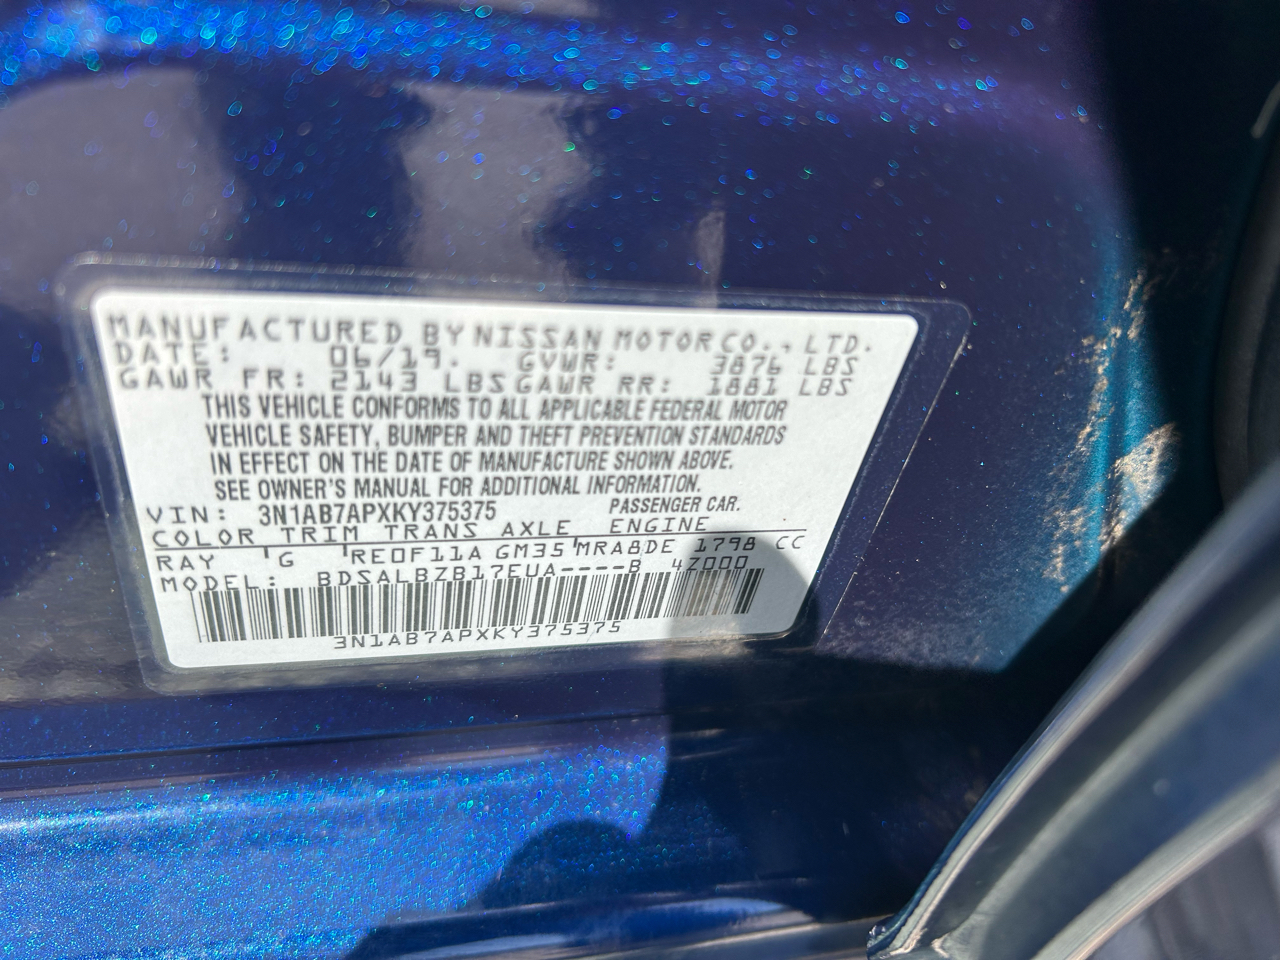 MANUFACTURED BY NISSAN MOTOR CO., LTD.
DATE: 06/19. GVWR: 3876 LBS
GAWR FR: 2143 LBS GAWR RR: 1881 LBS
THIS VEHICLE CONFORMS TO ALL APPLICABLE FEDERAL MOTOR
VEHICLE SAFETY, BUMPER AND THEFT PREVENTION STANDARDS
IN EFFECT ON THE DATE OF MANUFACTURE SHOWN ABOVE.
SEE OWNER'S MANUAL FOR ADDITIONAL INFORMATION.
VIN: 3N1AB7APXKY375375 PASSENGER CAR.
COLOR TRIM TRANS AXLE ENGINE
RAY G RE0F11A GM35 MRA8DE 1798 CC
MODEL: BDSALBZB17EUA----B 4Z000
3N1AB7APXKY375375